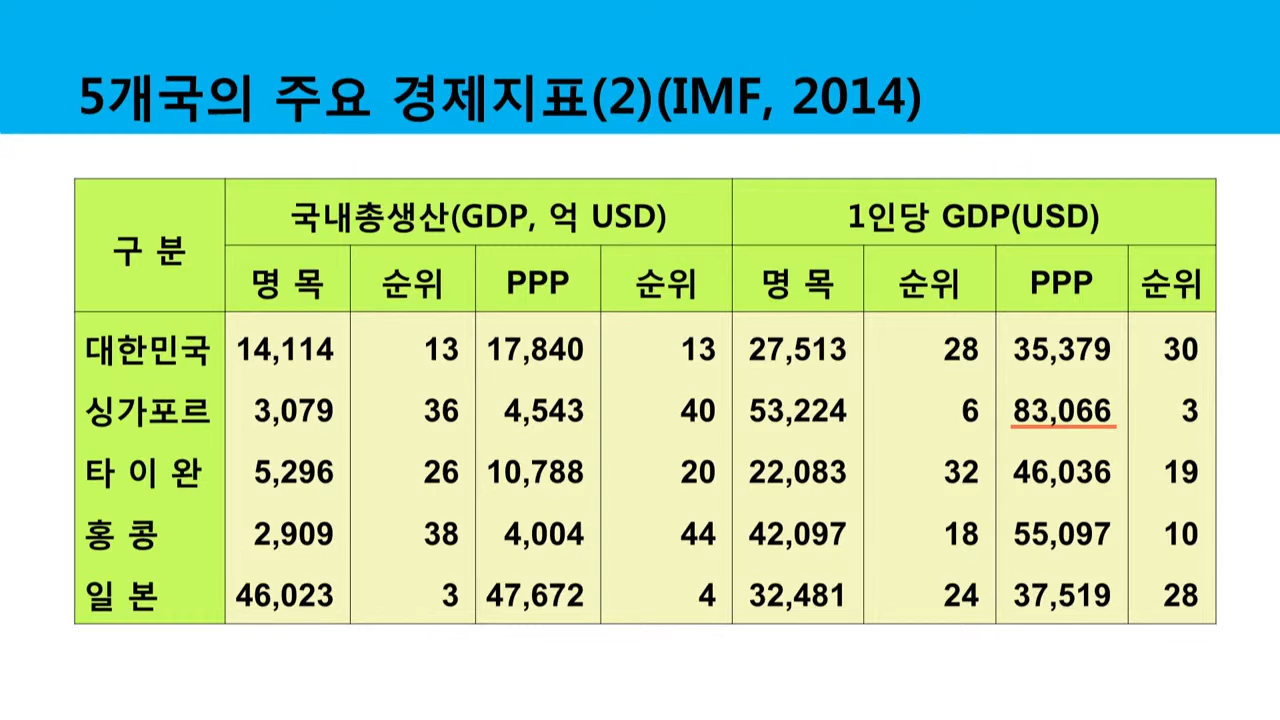 5개국의 주요 경제지표(2)(IMF, 2014)
구 분 국내총생산(GDP, 억 USD) 1인당 GDP(USD)
명 목 순위 PPP 순위 명 목 순위 PPP 순위
대한민국 14,114 13 17,840 13 27,513 28 35,379 30
싱가포르 3,079 36 4,543 40 53,224 6 83,066 3
타 이 완 5,296 26 10,788 20 22,083 32 46,036 19
홍 콩 2,909 38 4,004 44 42,097 18 55,097 10
일 본 46,023 3 47,672 4 32,481 24 37,519 28